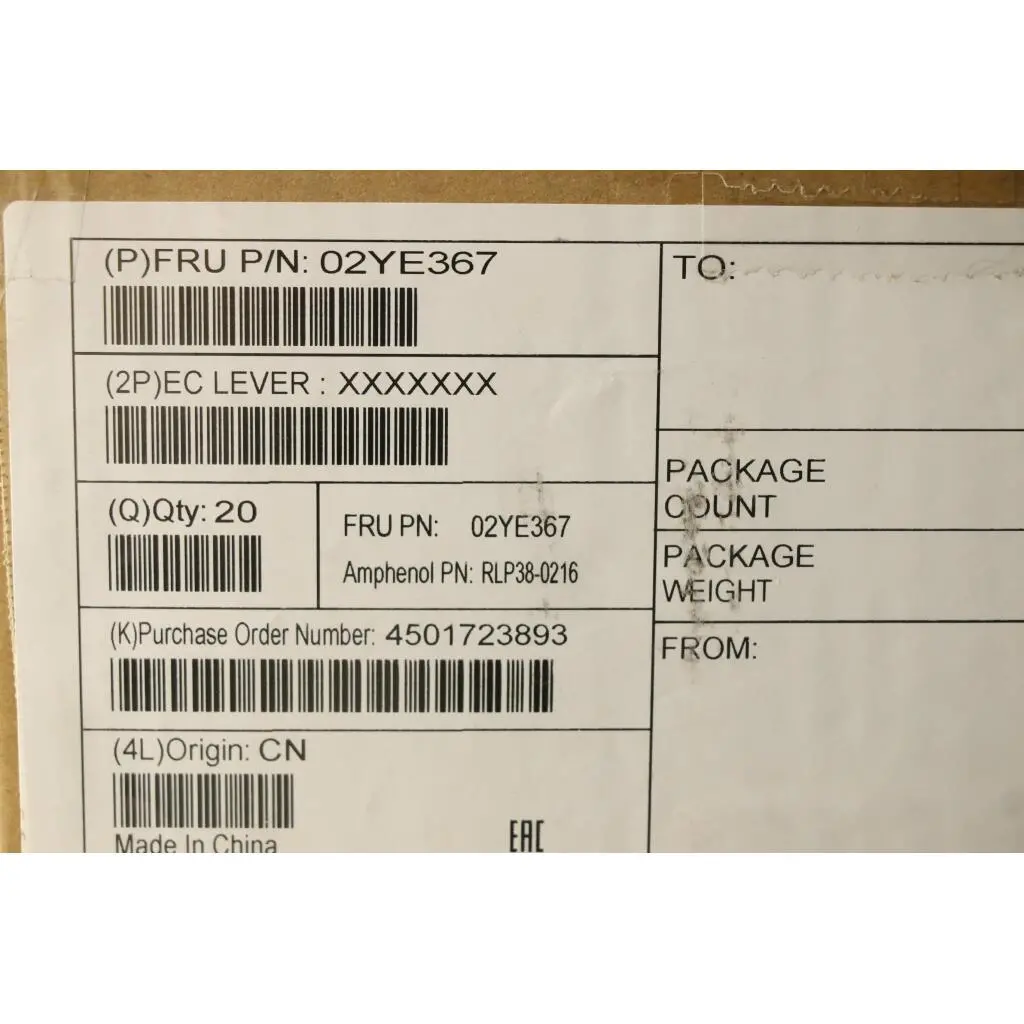 (P)FRU P/N: 02YE367
(2P)EC LEVER : XXXXXXX
(Q)Qty: 20
FRU PN: 02YE367
Amphenol PN: RLP38-0216
(K)Purchase Order Number: 4501723893
(4L)Origin: CN
Made In China
EAC
TO:
PACKAGE
COUNT
PACKAGE
WEIGHT
FROM: